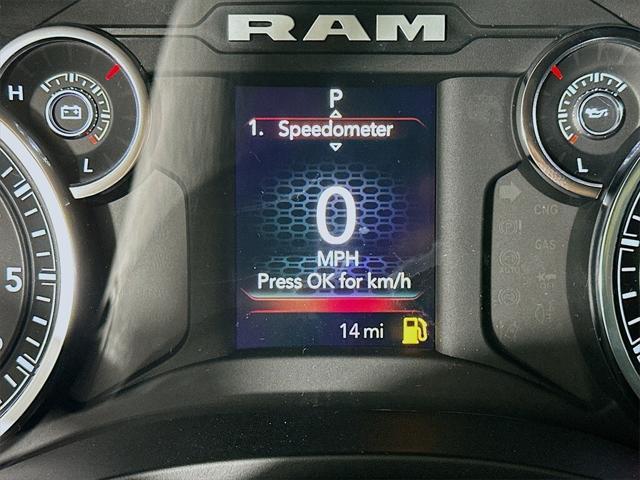 RAM
P
1. Speedometer
0
MPH
Press OK for km/h
14 mi
H
L
L
5
CNG
GAS